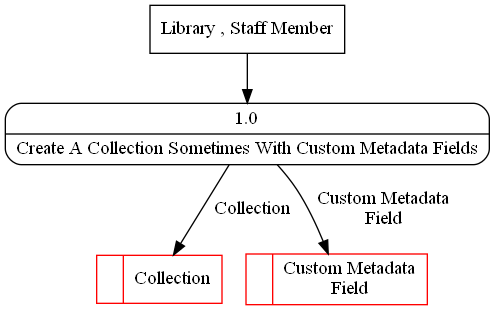 Library , Staff Member
1.0
Create A Collection Sometimes With Custom Metadata Fields
Collection
Custom Metadata
Field
Collection
Custom Metadata
Field